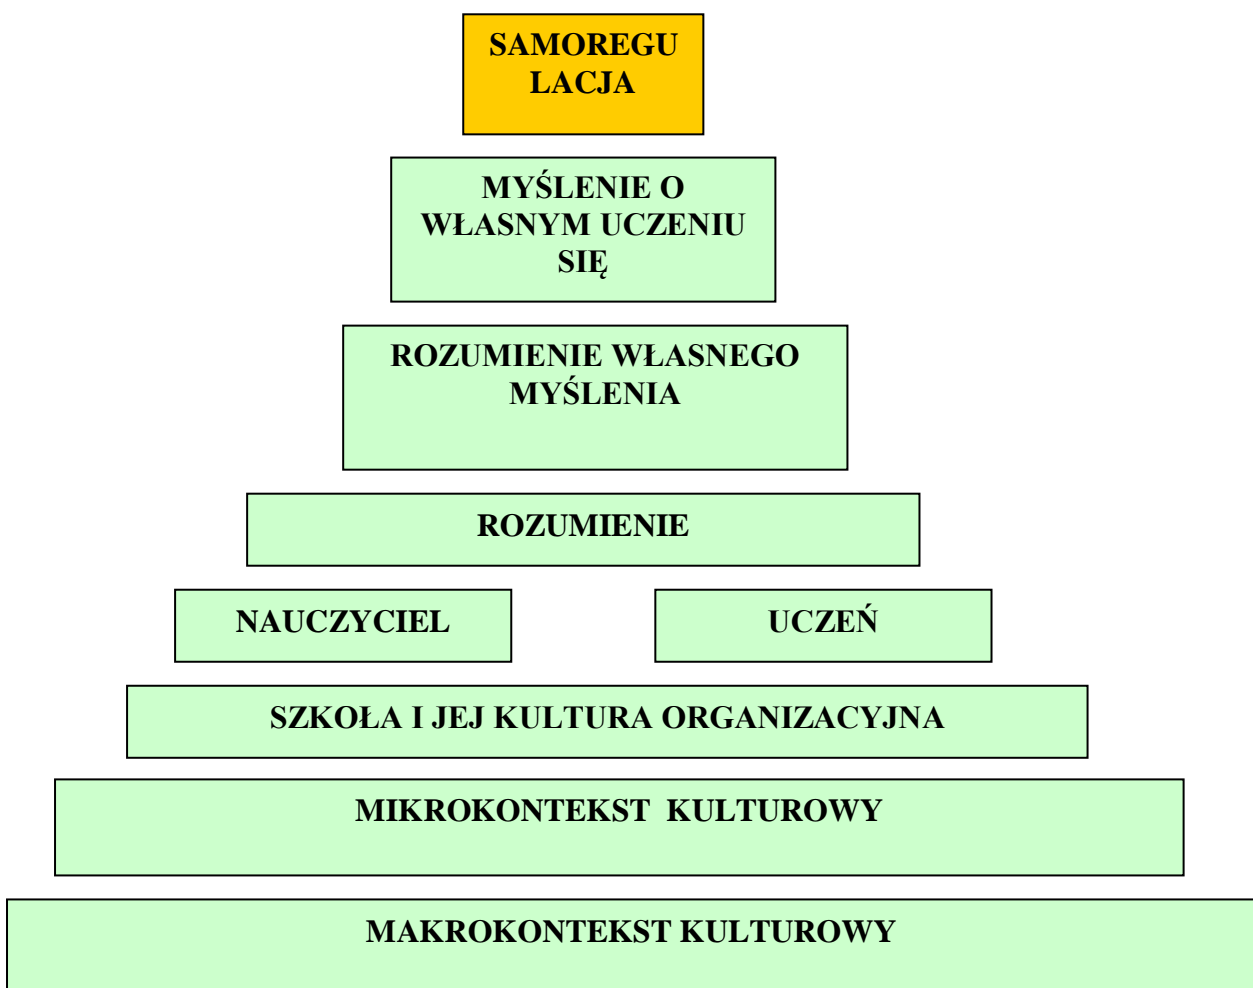 SAMOREGU
LACJA
MYŚLENIE O
WŁASNYM UCZENIU
SIĘ
ROZUMIENIE WŁASNEGO
MYŚLENIA
ROZUMIENIE
NAUCZYCIEL
UCZEŃ
SZKOŁA I JEJ KULTURA ORGANIZACYJNA
MIKROKONTEKST KULTUROWY
MAKROKONTEKST KULTUROWY